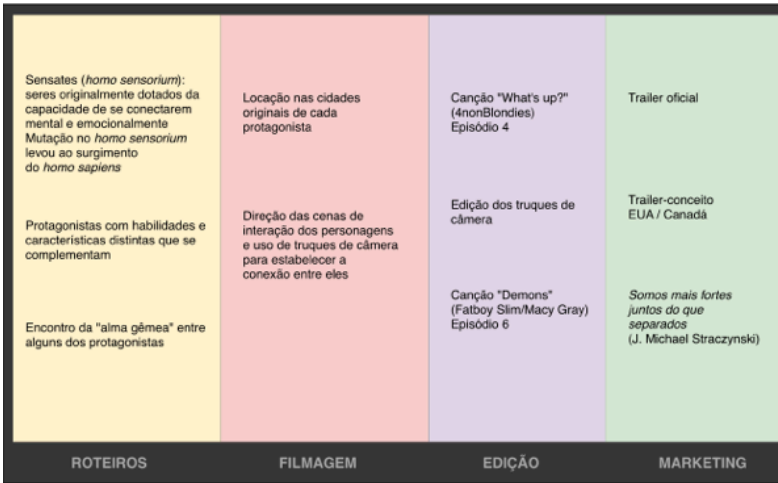 Sensates (homo sensorium):
seres originalmente dotados da
capacidade de se conectarem
mental e emocionalmente
Mutação no homo sensorium
levou ao surgimento
do homo sapiens
Protagonistas com habilidades e
características distintas que se
complementam
Encontro da "alma gêmea" entre
alguns dos protagonistas
Locação nas cidades
originais de cada
protagonista
Direção das cenas de
interação dos personagens
e uso de truques de câmera
para estabelecer a
conexão entre eles
Canção "What's up?"
(4nonBlondies)
Episódio 4
Edição dos truques de
câmera
Canção "Demons"
(Fatboy Slim/Macy Gray)
Episódio 6
Trailer oficial
Trailer-conceito
EUA / Canadá
Somos mais fortes
juntos do que
separados
(J. Michael Straczynski)
ROTEIROS
FILMAGEM
EDIÇÃO
MARKETING